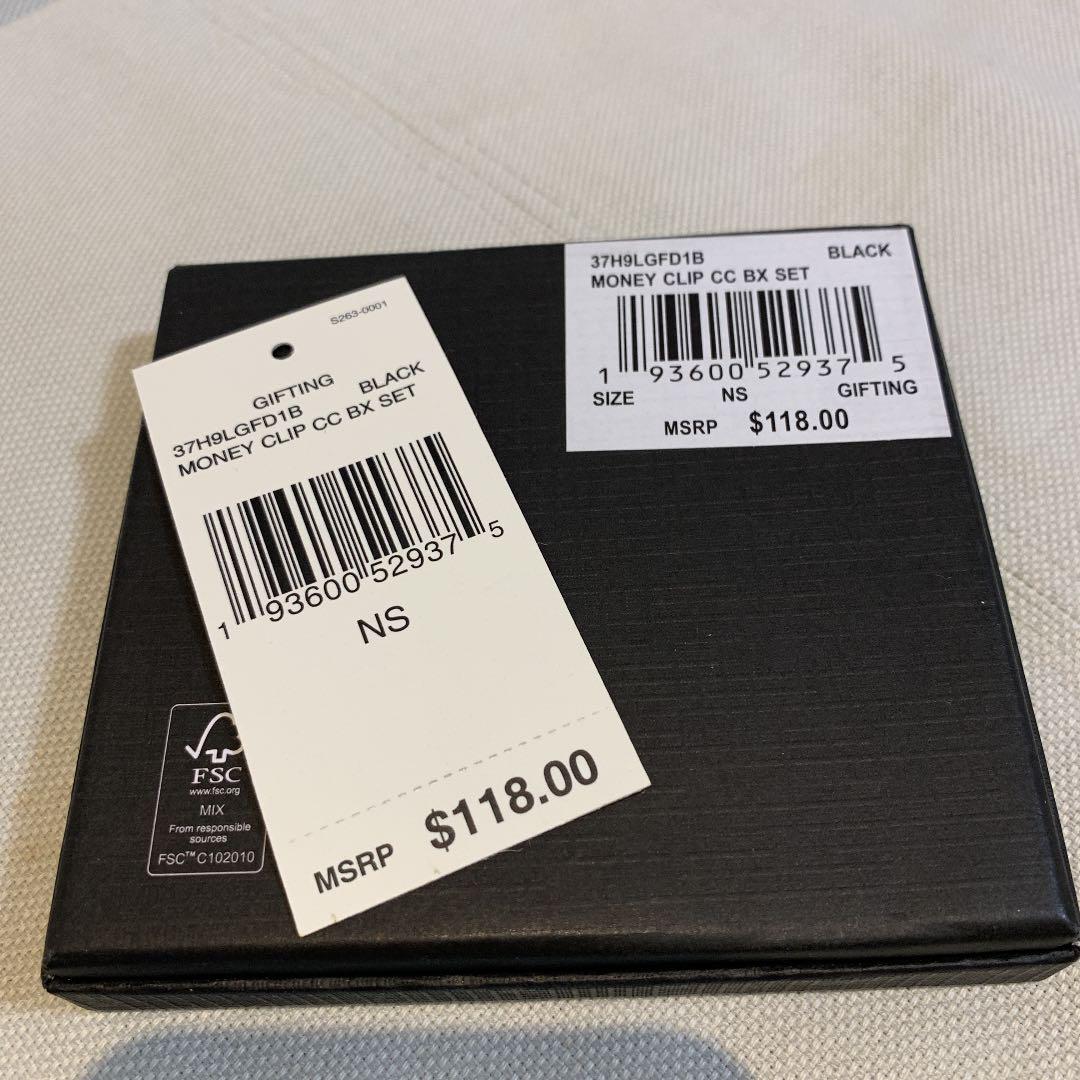 37H9LGFD1B BLACK
MONEY CLIP CC BX SET
1 93600 52937 5
SIZE NS GIFTING
MSRP $118.00
S263-0001
GIFTING
37H9LGFD1B BLACK
MONEY CLIP CC BX SET
1 93600 52937 5
NS
MSRP $118.00
FSC
www.fsc.org
MIX
From responsible
sources
FSC™ C102010